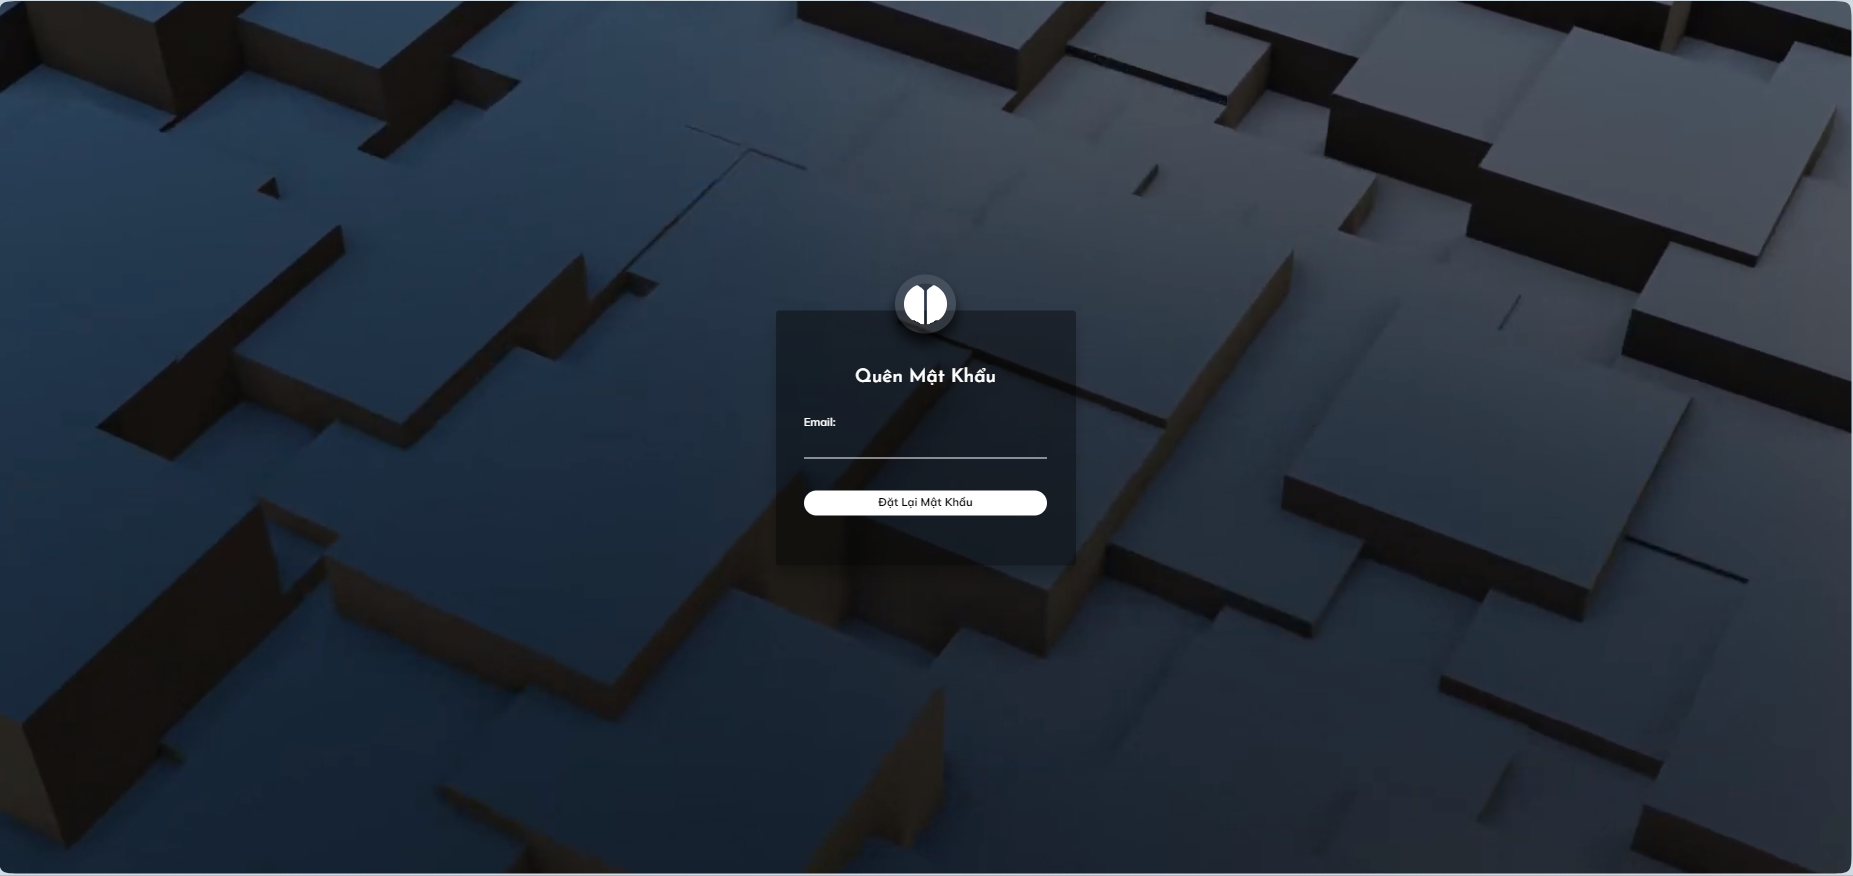 Quên Mật Khẩu
Email:
Đặt Lại Mật Khẩu